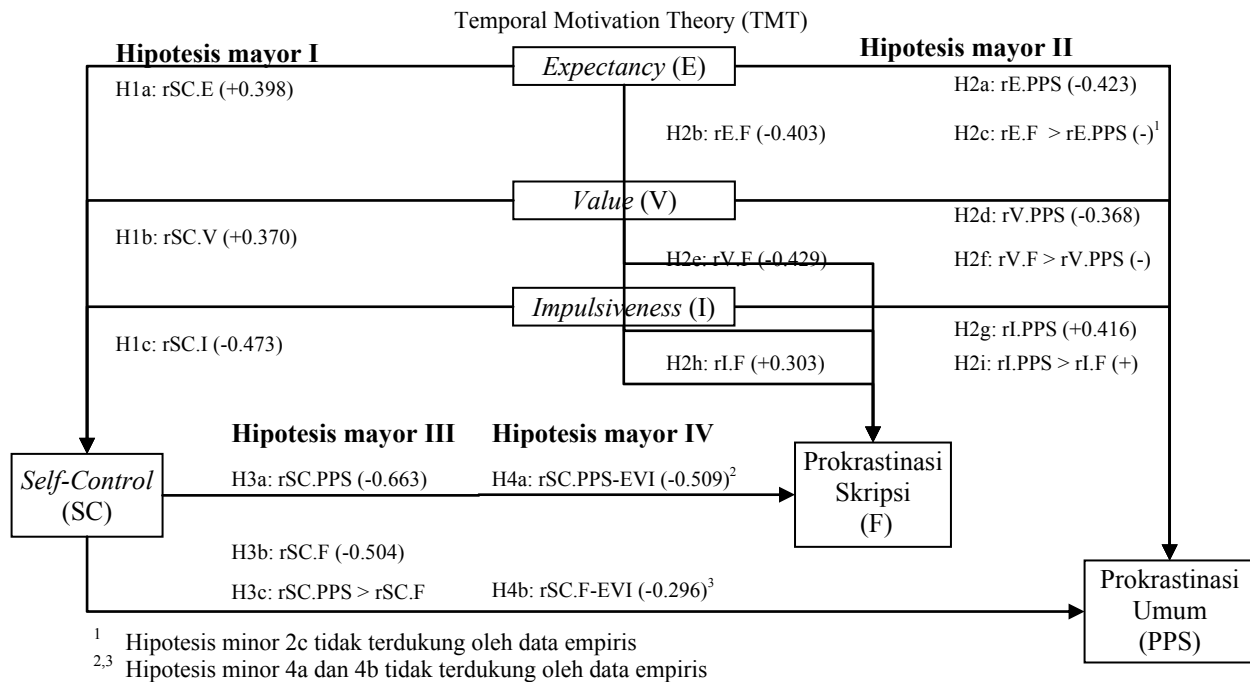 Temporal Motivation Theory (TMT)
Hipotesis mayor I
Expectancy (E)
Hipotesis mayor II
H1a: rSC.E (+0.398)
H2a: rE.PPS (-0.423)
H2b: rE.F (-0.403)
H2c: rE.F > rE.PPS (-)¹
Value (V)
H1b: rSC.V (+0.370)
H2d: rV.PPS (-0.368)
H2e: rV.F (-0.429)
H2f: rV.F > rV.PPS (-)
Impulsiveness (I)
H1c: rSC.I (-0.473)
H2g: rI.PPS (+0.416)
H2h: rI.F (+0.303)
H2i: rI.PPS > rI.F (+)
Hipotesis mayor III
Hipotesis mayor IV
Self-Control
(SC)
H3a: rSC.PPS (-0.663)
H4a: rSC.PPS-EVI (-0.509)²
Prokrastinasi
Skripsi
(F)
H3b: rSC.F (-0.504)
H3c: rSC.PPS > rSC.F
H4b: rSC.F-EVI (-0.296)³
Prokrastinasi
Umum
(PPS)
¹ Hipotesis minor 2c tidak terdukung oleh data empiris
²,³ Hipotesis minor 4a dan 4b tidak terdukung oleh data empiris